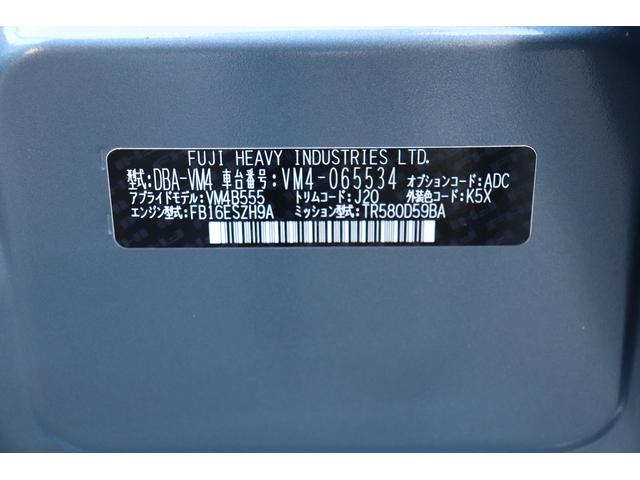 FUJI HEAVY INDUSTRIES LTD.
型式:DBA-VM4 車台番号:VM4-065534 オプションコード:ADC
アプライドモデル:VM4B555 トリムコード:J20 外装色コード:K5X
エンジン型式:FB16ESZH9A ミッション型式:TR580D59BA